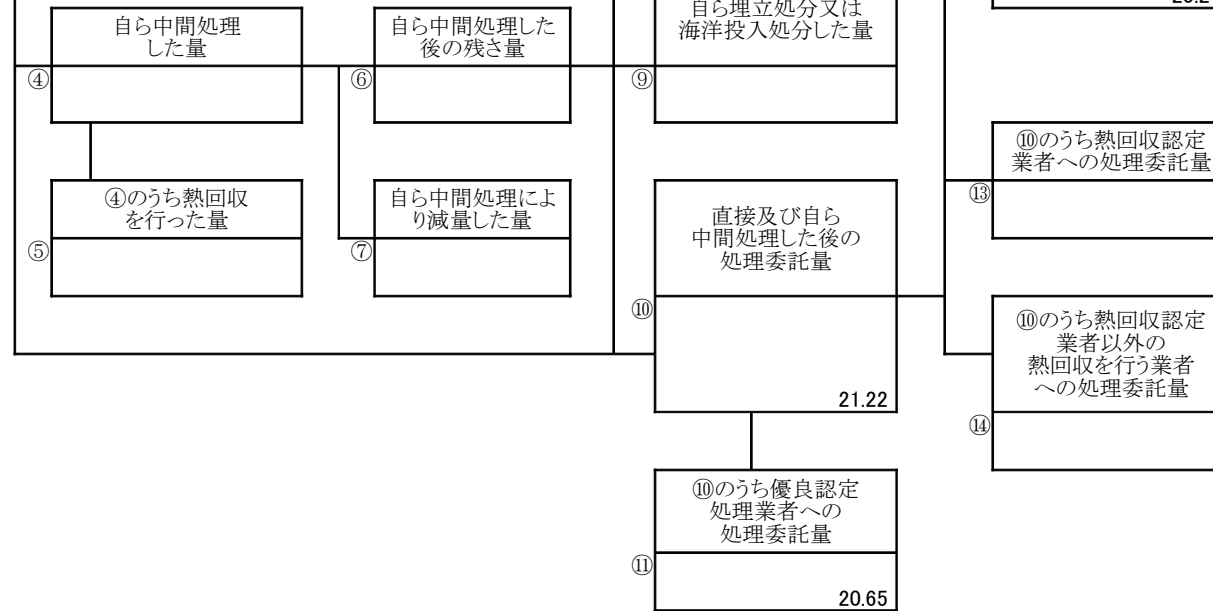 自ら中間処理
した量
④
自ら中間処理した
後の残さ量
⑥
自ら埋立処分又は
海洋投入処分した量
⑨
④のうち熱回収
を行った量
⑤
自ら中間処理によ
り減量した量
⑦
直接及び自ら
中間処理した後の
処理委託量
⑩
21.22
⑩のうち優良認定
処理業者への
処理委託量
⑪
20.65
⑩のうち熱回収認定
業者への処理委託量
⑬
⑩のうち熱回収認定
業者以外の
熱回収を行う業者
への処理委託量
⑭